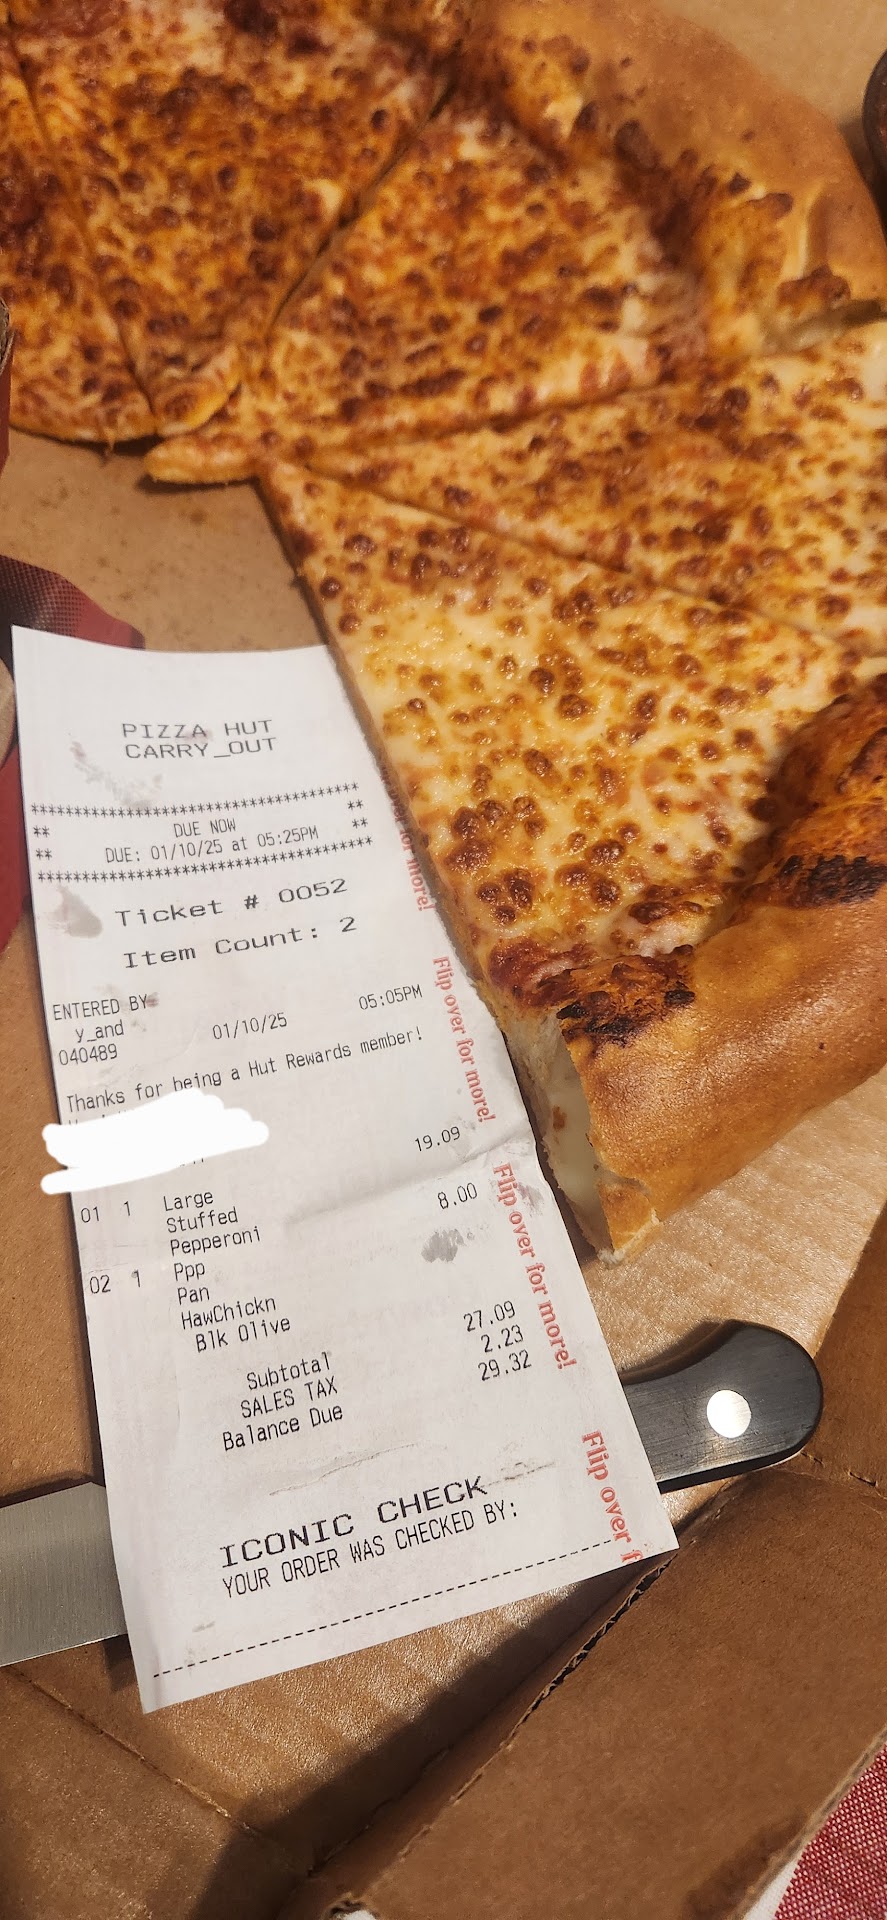 PIZZA HUT
CARRY_OUT
****************************************
** DUE NOW **
** DUE: 01/10/25 at 05:25PM **
****************************************
Ticket # 0052
Item Count: 2
ENTERED BY
y_and
040489 01/10/25 05:05PM
Thanks for being a Hut Rewards member!
01 1 Large 19.09
Stuffed
Pepperoni
02 1 Ppp 8.00
Pan
HawChickn
Blk Olive
Subtotal 27.09
SALES TAX 2.23
Balance Due 29.32
ICONIC CHECK
YOUR ORDER WAS CHECKED BY:
for more!
Flip over for more!
Flip over for more!
Flip over f